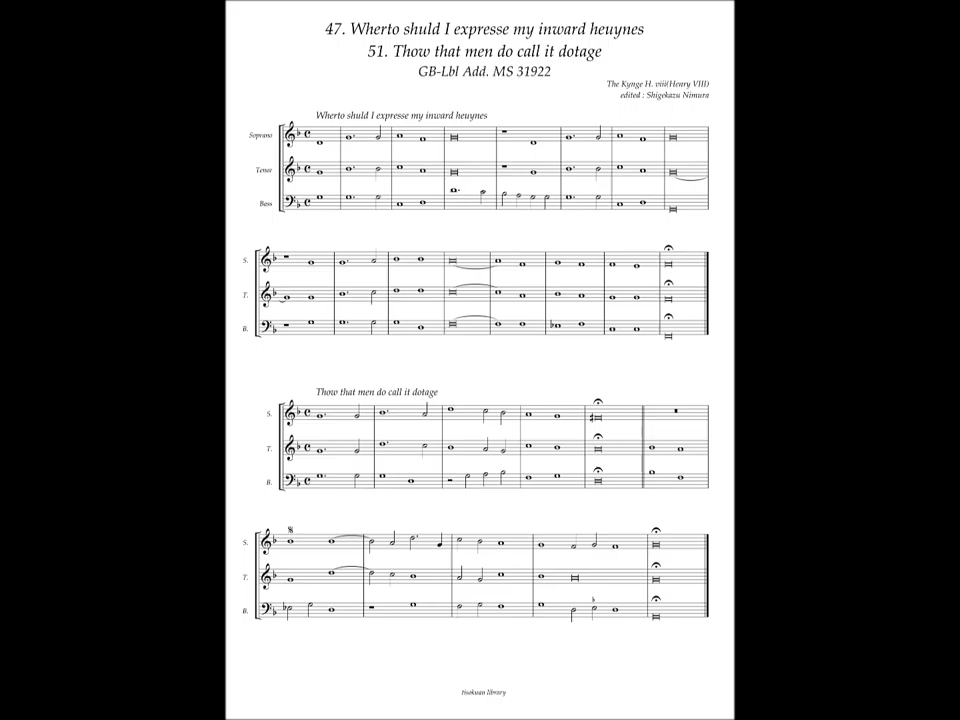 47. Wherto shuld I expresse my inward heuynes
51. Thow that men do call it dotage
GB-Lbl Add. MS 31922
The Kynge H. viii(Henry VIII)
edited : Shigekazu Nimura
Wherto shuld I expresse my inward heuynes
Soprano
Tenor
Bass
S.
T.
B.
Thow that men do call it dotage
S.
T.
B.
S.
T.
B.
tisokuan library